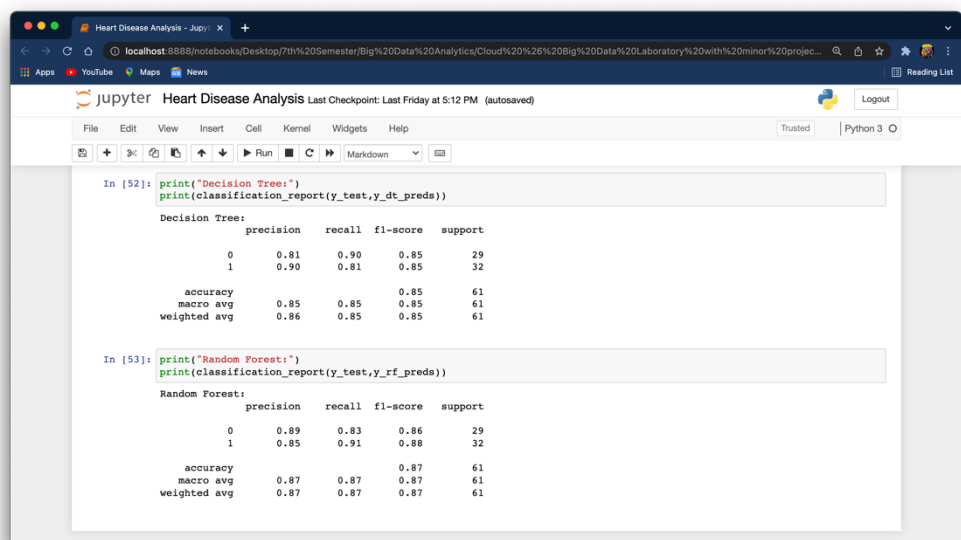 Heart Disease Analysis - Jupyt
localhost:8888/notebooks/Desktop/7th%20Semester/Big%20Data%20Analytics/Cloud%20%26%20Big%20Data%20Laboratory%20with%20minor%20projec...
Apps YouTube Maps News Reading List
jupyter Heart Disease Analysis Last Checkpoint: Last Friday at 5:12 PM (autosaved) Logout
File Edit View Insert Cell Kernel Widgets Help Trusted Python 3
Run Markdown
In [52]: print("Decision Tree:")
print(classification_report(y_test,y_dt_preds))
Decision Tree:
precision recall f1-score support
0 0.81 0.90 0.85 29
1 0.90 0.81 0.85 32
accuracy 0.85 61
macro avg 0.85 0.85 0.85 61
weighted avg 0.86 0.85 0.85 61
In [53]: print("Random Forest:")
print(classification_report(y_test,y_rf_preds))
Random Forest:
precision recall f1-score support
0 0.89 0.83 0.86 29
1 0.85 0.91 0.88 32
accuracy 0.87 61
macro avg 0.87 0.87 0.87 61
weighted avg 0.87 0.87 0.87 61